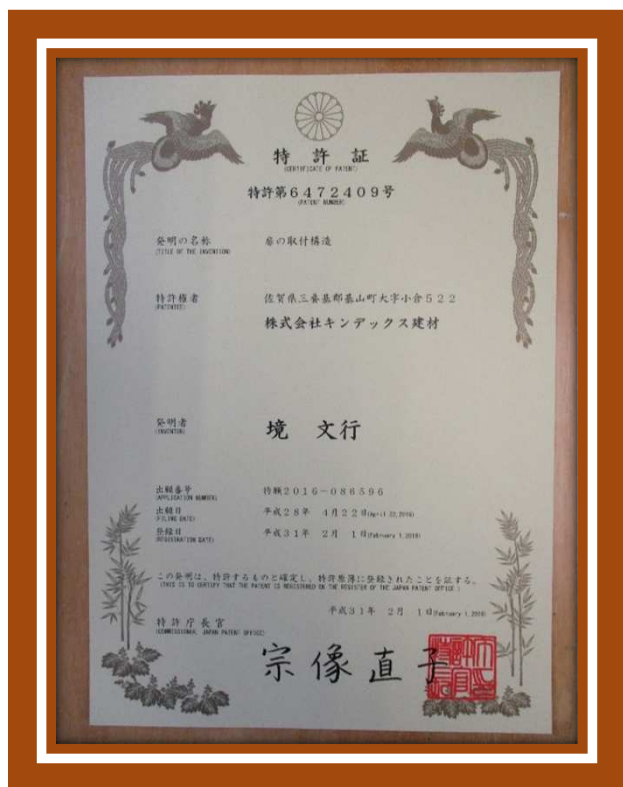 特許証
(CERTIFICATE OF PATENT)
特許第6472409号
(PATENT NUMBER)
発明の名称
(TITLE OF THE INVENTION)
扉の取付構造
特許権者
(PATENTEE)
佐賀県三養基郡基山町大字小倉522
株式会社キンデックス建材
発明者
(INVENTOR)
境 文行
出願番号
(APPLICATION NUMBER)
特願2016-086596
出願日
(FILING DATE)
平成28年 4月22日(April 22,2016)
登録日
(REGISTRATION DATE)
平成31年 2月 1日(February 1,2019)
この発明は、特許するものと確定し、特許原簿に登録されたことを証する。
(THIS IS TO CERTIFY THAT THE PATENT IS REGISTERED ON THE REGISTER OF THE JAPAN PATENT OFFICE.)
平成31年 2月 1日(February 1,2019)
特許庁長官
(COMMISSIONER, JAPAN PATENT OFFICE)
宗像直子